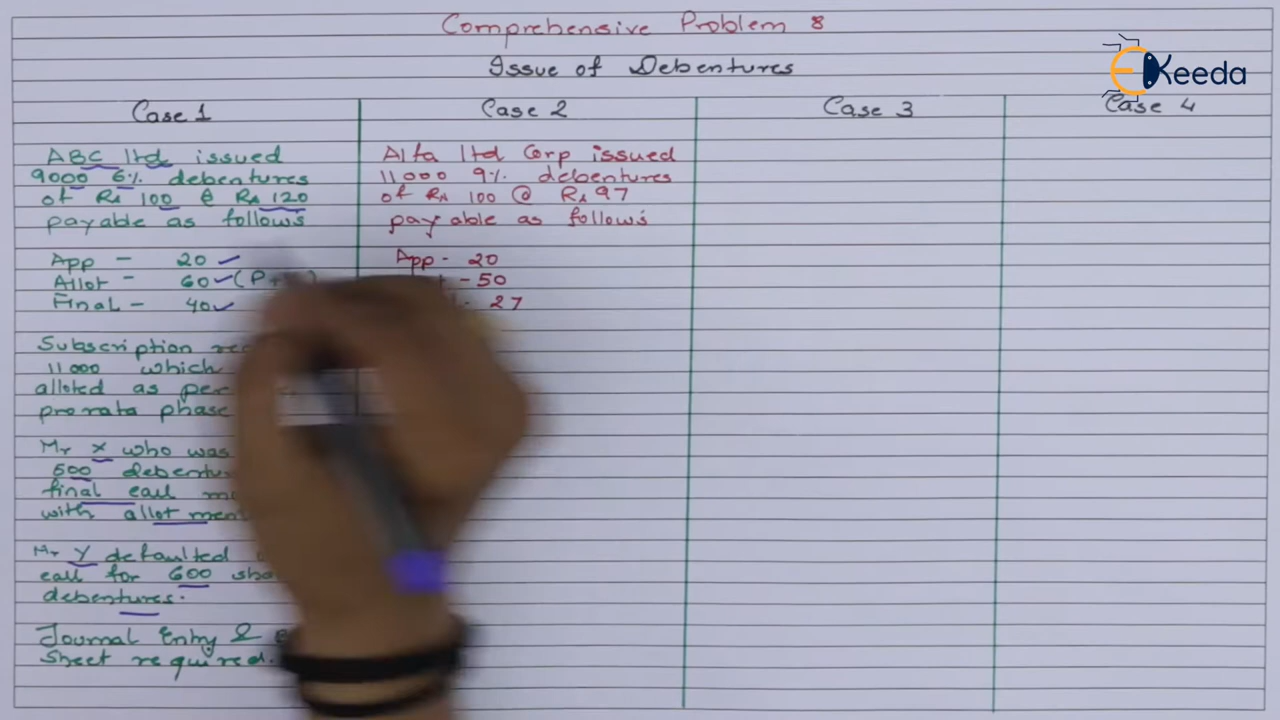 Comprehensive Problem 8
Issue of Debentures
Keeda
Case 1
ABC ltd issued
9000 6% debentures
of Rs 100 @ Rs 120
payable as follows
App - 20
Allot - 60 (P+
Final - 40
Subscription
11000 which
alloted as per
prorata phase
Mr X who was
500
final call
with allotment
Mr Y defaulted
call for 600
debentures.
Journal Entry &
Sheet required.
Case 2
Alfa ltd Corp issued
11000 9% debentures
of Rs 100 @ Rs 97
payable as follows
App - 20
- 50
27
Case 3
Case 4